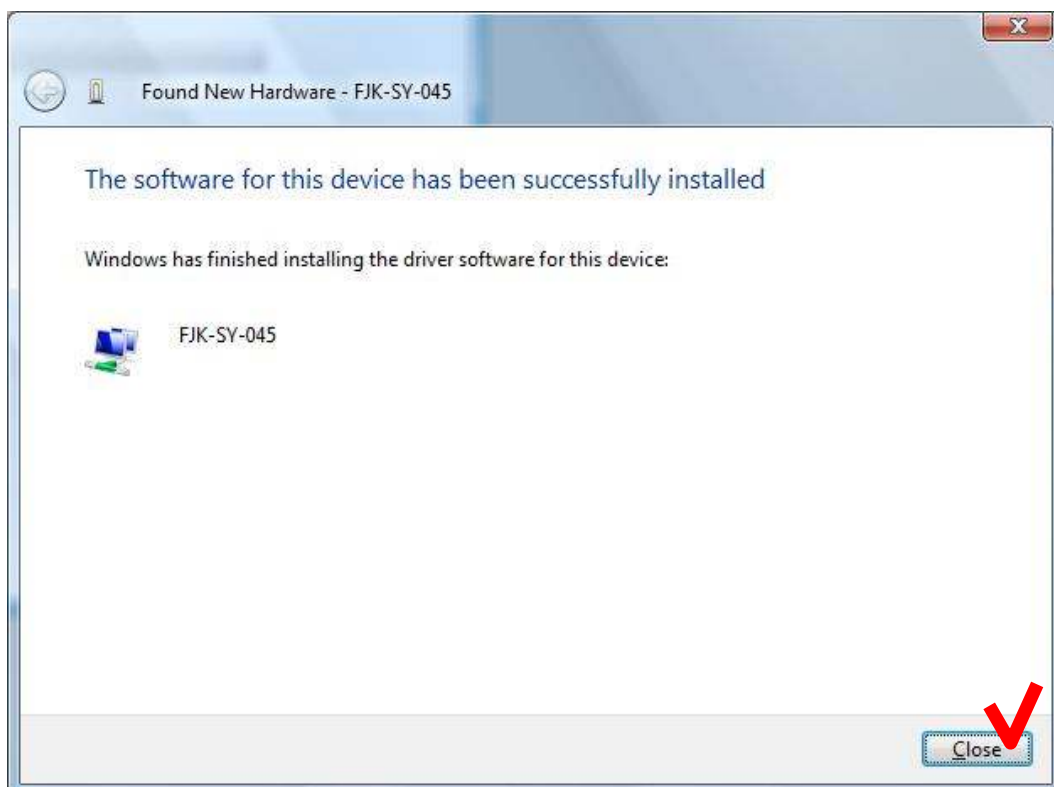 Found New Hardware - FJK-SY-045
The software for this device has been successfully installed
Windows has finished installing the driver software for this device:
FJK-SY-045
Close